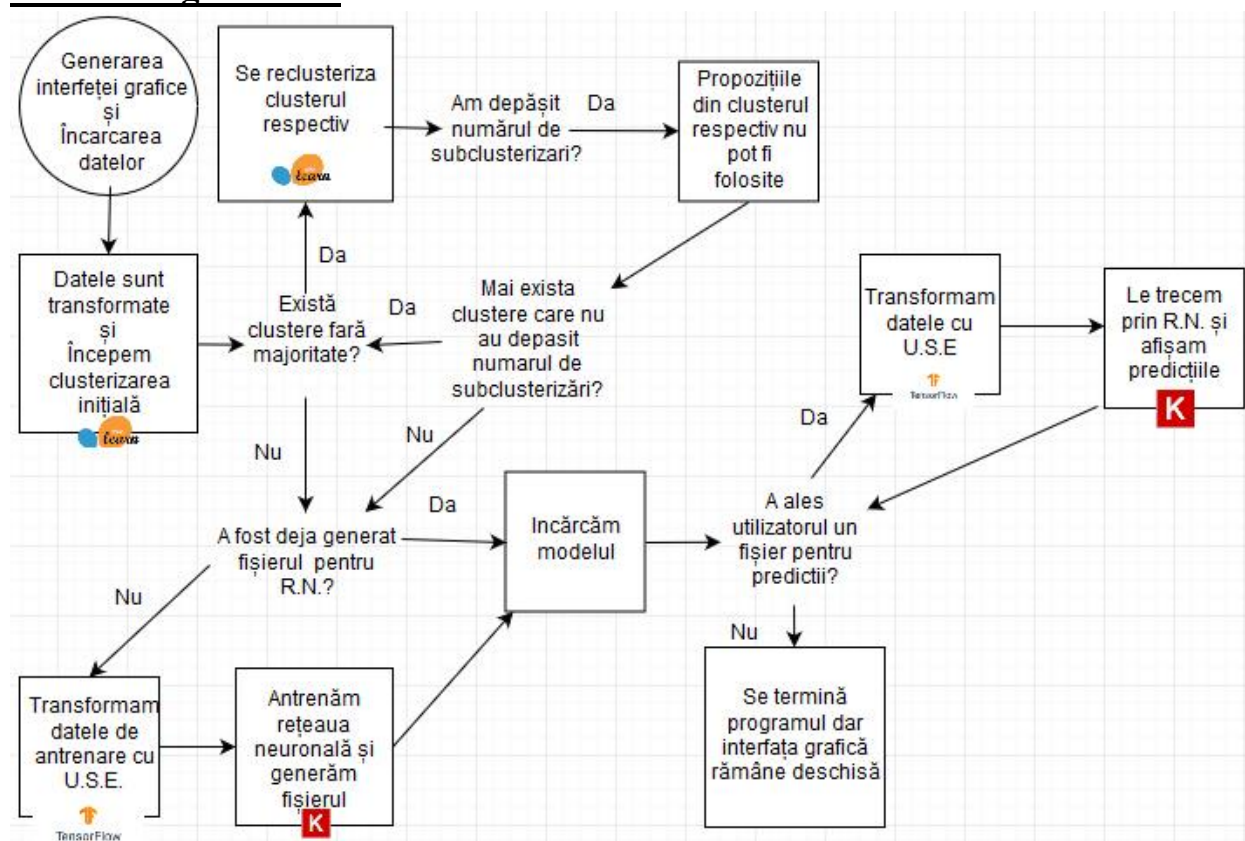 Generarea
interfeței grafice
și
Încarcarea
datelor
Se reclusteriza
clusterul
respectiv
learn
Am depășit
numărul de
subclusterizari?
Da
Propozițiile
din clusterul
respectiv nu
pot fi
folosite
Datele sunt
transformate
și
Începem
clusterizarea
inițială
learn
Da
Există
clustere fară
majoritate?
Da
Mai exista
clustere care nu
au depasit
numarul de
subclusterizări?
Nu
Nu
Transformam
datele cu
U.S.E
TensorFlow
Le trecem
prin R.N. și
afișam
predicțiile
K
Da
A fost deja generat
fișierul pentru
R.N.?
Da
Incărcăm
modelul
A ales
utilizatorul un
fișier pentru
predictii?
Nu
Nu
Transformam
datele de
antrenare cu
U.S.E.
TensorFlow
Antrenăm
rețeaua
neuronală și
generăm
fișierul
K
Se termină
programul dar
interfața grafică
rămâne deschisă